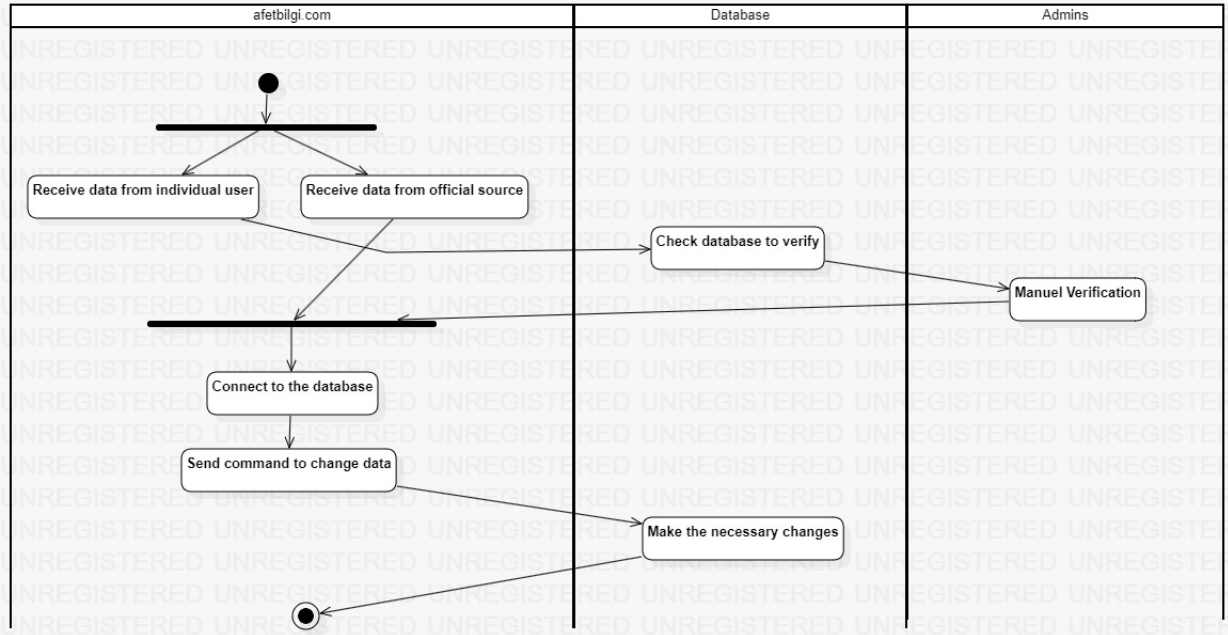 afetbilgi.com
Database
Admins
Receive data from individual user
Receive data from official source
Check database to verify
Manuel Verification
Connect to the database
Send command to change data
Make the necessary changes
UNREGISTERED